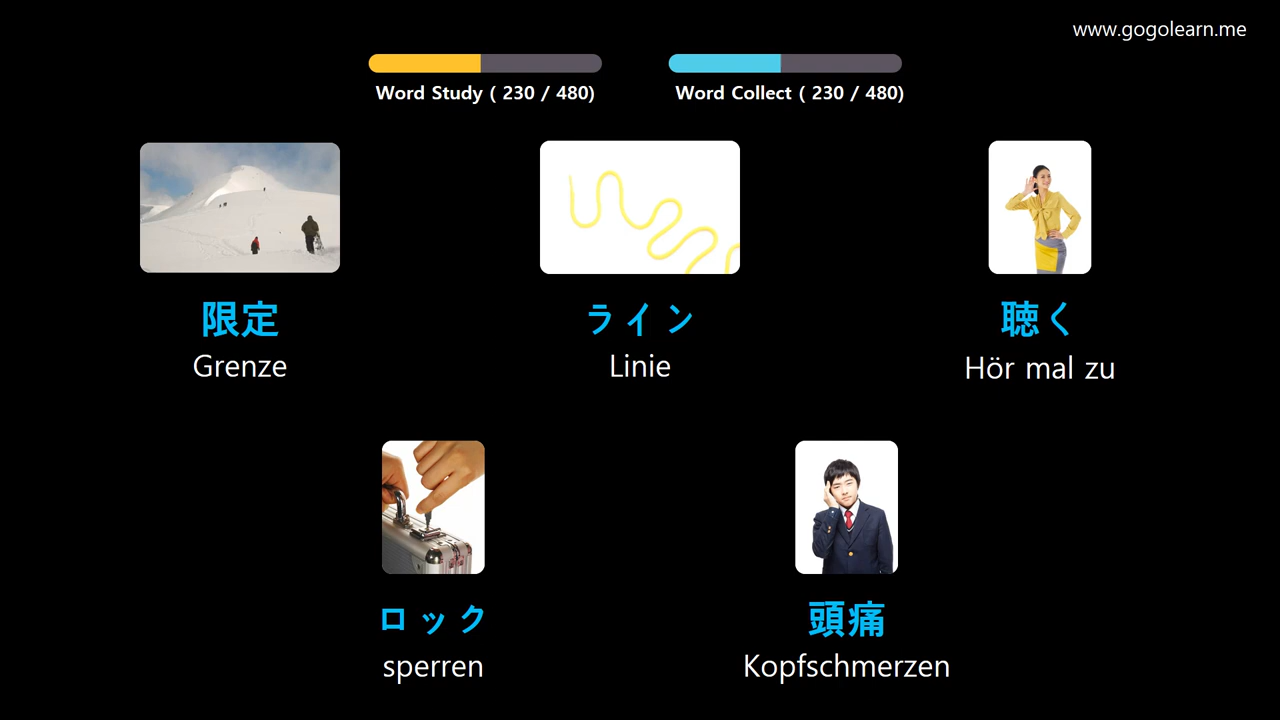 www.gogolearn.me
Word Study ( 230 / 480)
Word Collect ( 230 / 480)
限定
Grenze
ライン
Linie
聴く
Hör mal zu
ロック
sperren
頭痛
Kopfschmerzen